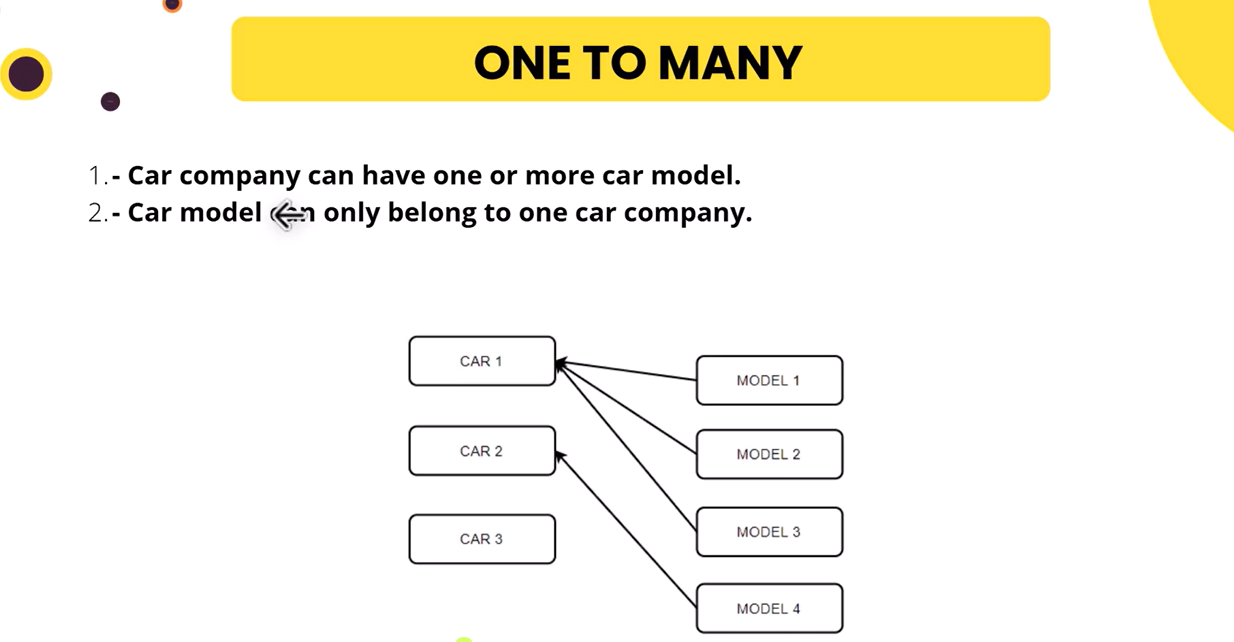 ONE TO MANY
1.- Car company can have one or more car model.
2.- Car model can only belong to one car company.
CAR 1
MODEL 1
CAR 2
MODEL 2
CAR 3
MODEL 3
MODEL 4